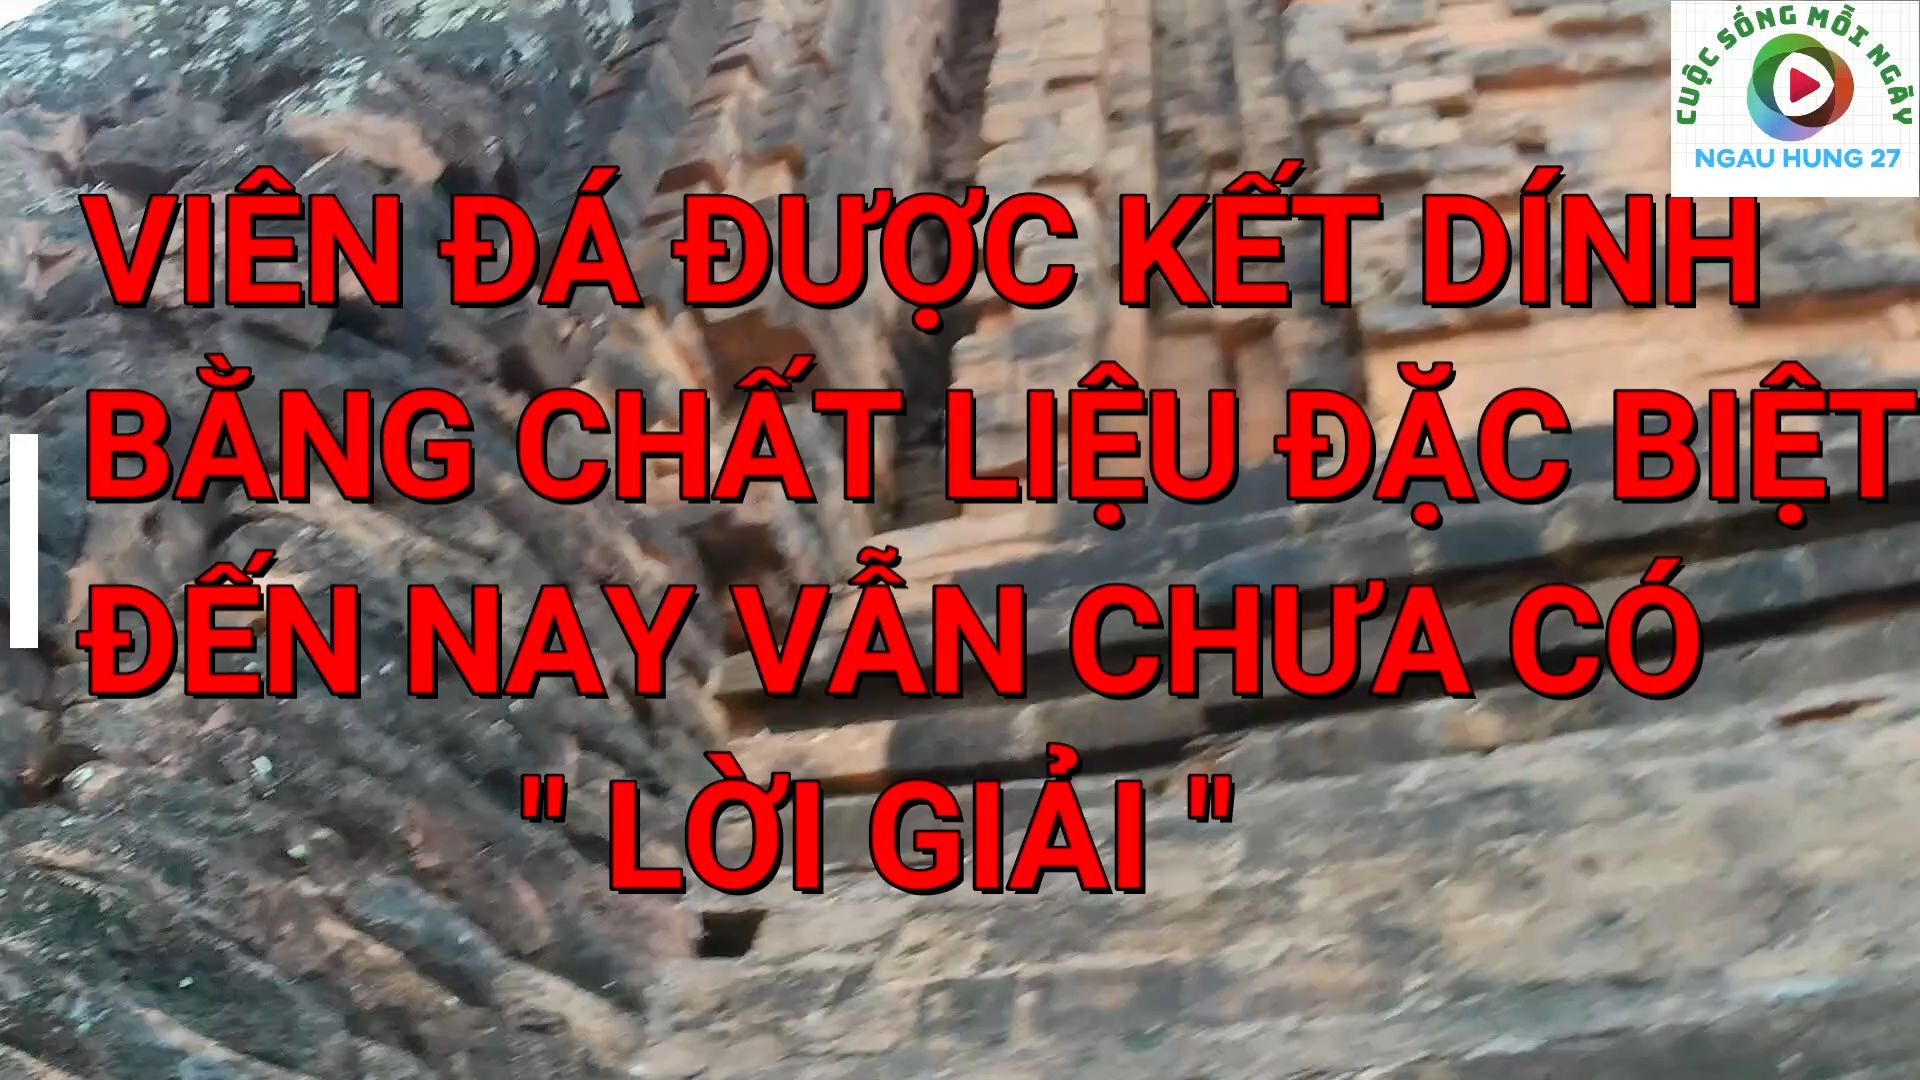 CUỘC SỐNG MỖI NGÃY
NGAU HUNG 27
VIÊN ĐÁ ĐƯỢC KẾT DÍNH
BẰNG CHẤT LIỆU ĐẶC BIỆT
ĐẾN NAY VẪN CHƯA CÓ
" LỜI GIẢI "